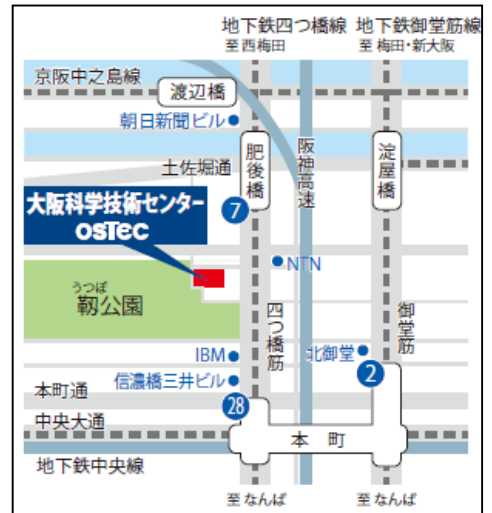 地下鉄四つ橋線 地下鉄御堂筋線
至 西梅田 至 梅田・新大阪
京阪中之島線
渡辺橋
朝日新聞ビル
土佐堀通
肥後橋
阪神高速
淀屋橋
大阪科学技術センター
OSTEC
7
NTN
うつぼ
靱公園
四つ橋筋
御堂筋
IBM
北御堂
2
信濃橋三井ビル
本町通
28
中央大通
本町
地下鉄中央線
至 なんば 至 なんば